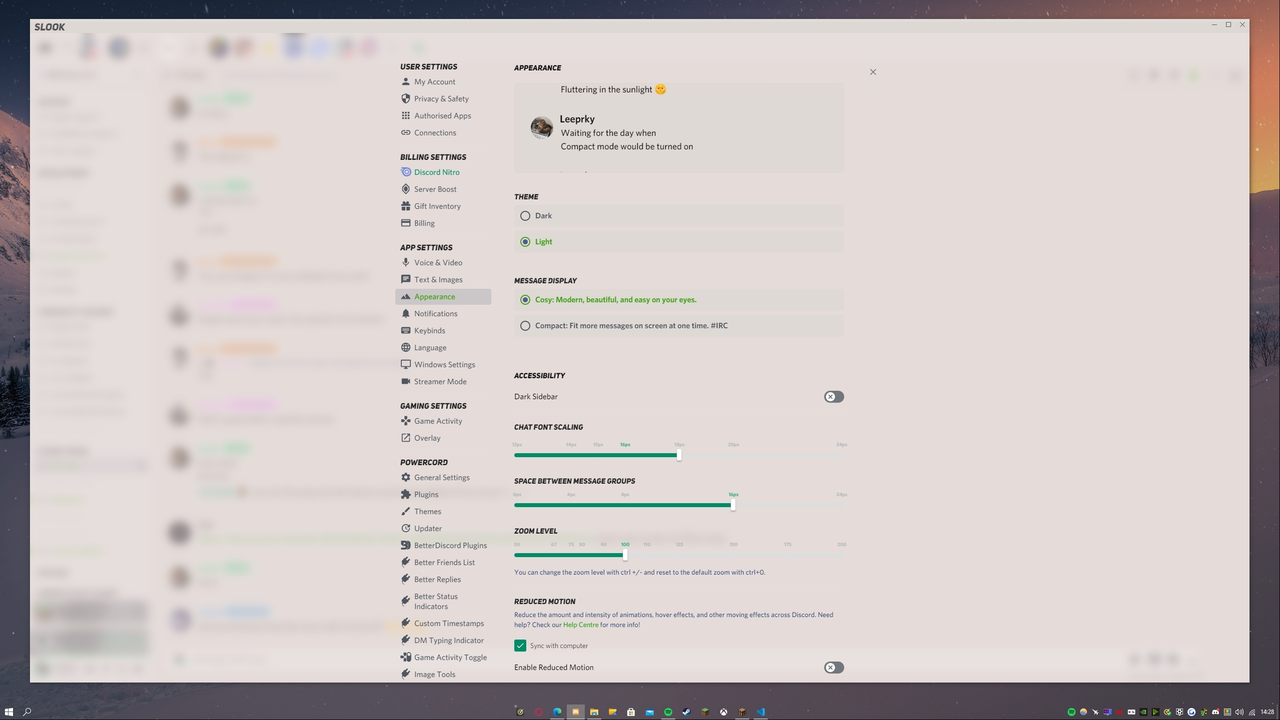 SLOOK
USER SETTINGS
My Account
Privacy & Safety
Authorised Apps
Connections
BILLING SETTINGS
Discord Nitro
Server Boost
Gift Inventory
Billing
APP SETTINGS
Voice & Video
Text & Images
Appearance
Notifications
Keybinds
Language
Windows Settings
Streamer Mode
GAMING SETTINGS
Game Activity
Overlay
POWERCORD
General Settings
Plugins
Themes
Updater
BetterDiscord Plugins
Better Friends List
Better Replies
Better Status
Indicators
Custom Timestamps
DM Typing Indicator
Game Activity Toggle
Image Tools
APPEARANCE
Fluttering in the sunlight
Leeprky
Waiting for the day when
Compact mode would be turned on
THEME
Dark
Light
MESSAGE DISPLAY
Cosy: Modern, beautiful, and easy on your eyes.
Compact: Fit more messages on screen at one time. #IRC
ACCESSIBILITY
Dark Sidebar
CHAT FONT SCALING
12px 14px 15px 16px 18px 20px 24px
SPACE BETWEEN MESSAGE GROUPS
0px 4px 8px 16px 24px
ZOOM LEVEL
50 67 75 80 90 100 110 125 150 175 200
You can change the zoom level with ctrl +/- and reset to the default zoom with ctrl+0.
REDUCED MOTION
Reduce the amount and intensity of animations, hover effects, and other moving effects across Discord. Need
help? Check our Help Centre for more info!
Sync with computer
Enable Reduced Motion
14:28